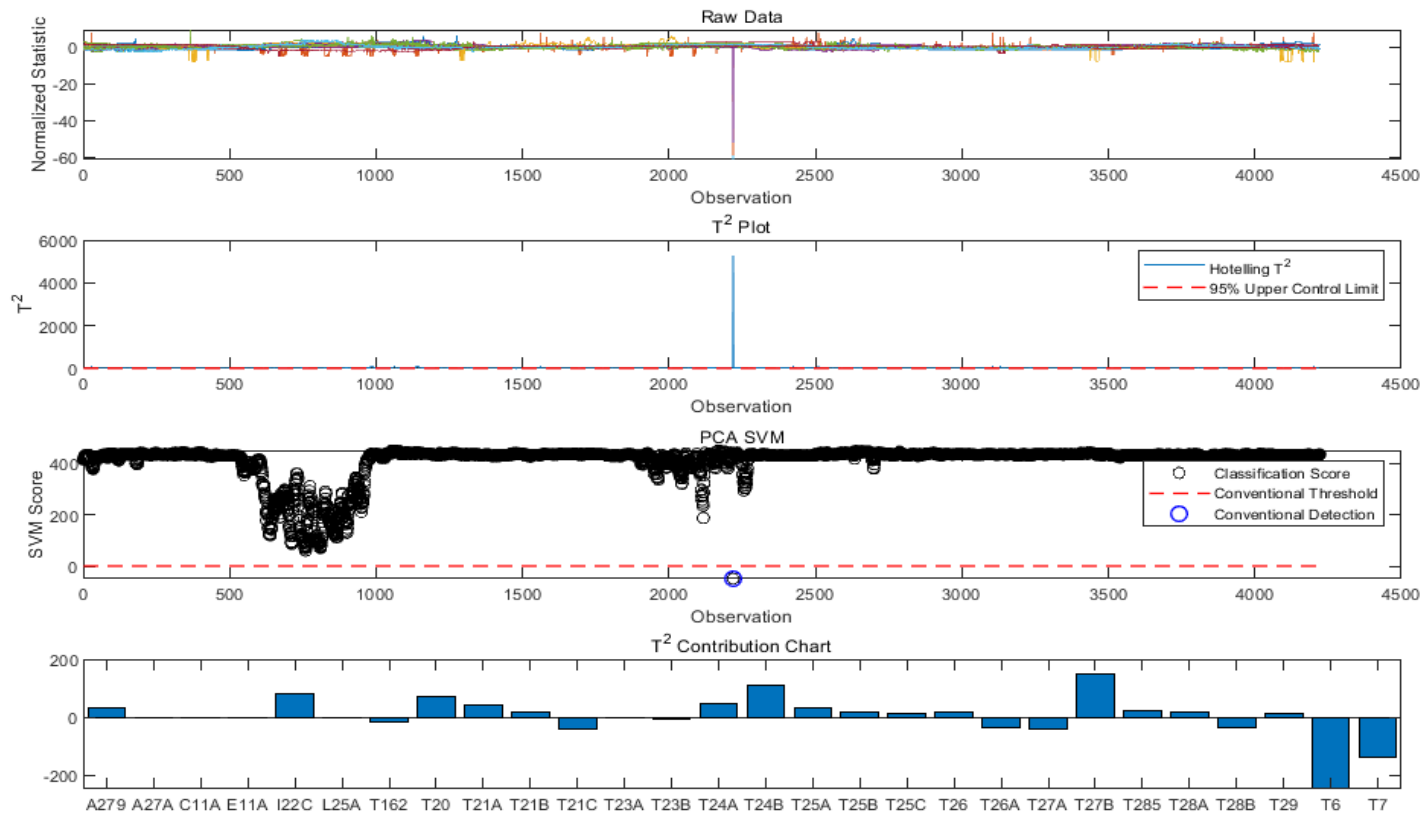 Raw Data
Normalized Statistic
0
-20
-40
-60
0 500 1000 1500 2000 2500 3000 3500 4000 4500
Observation
T² Plot
T²
6000
4000
2000
0
Hotelling T²
95% Upper Control Limit
0 500 1000 1500 2000 2500 3000 3500 4000 4500
Observation
PCA SVM
SVM Score
400
200
0
Classification Score
Conventional Threshold
Conventional Detection
0 500 1000 1500 2000 2500 3000 3500 4000 4500
Observation
T² Contribution Chart
200
0
-200
A279 A27A C11A E11A I22C L25A T162 T20 T21A T21B T21C T23A T23B T24A T24B T25A T25B T25C T26 T26A T27A T27B T285 T28A T28B T29 T6 T7